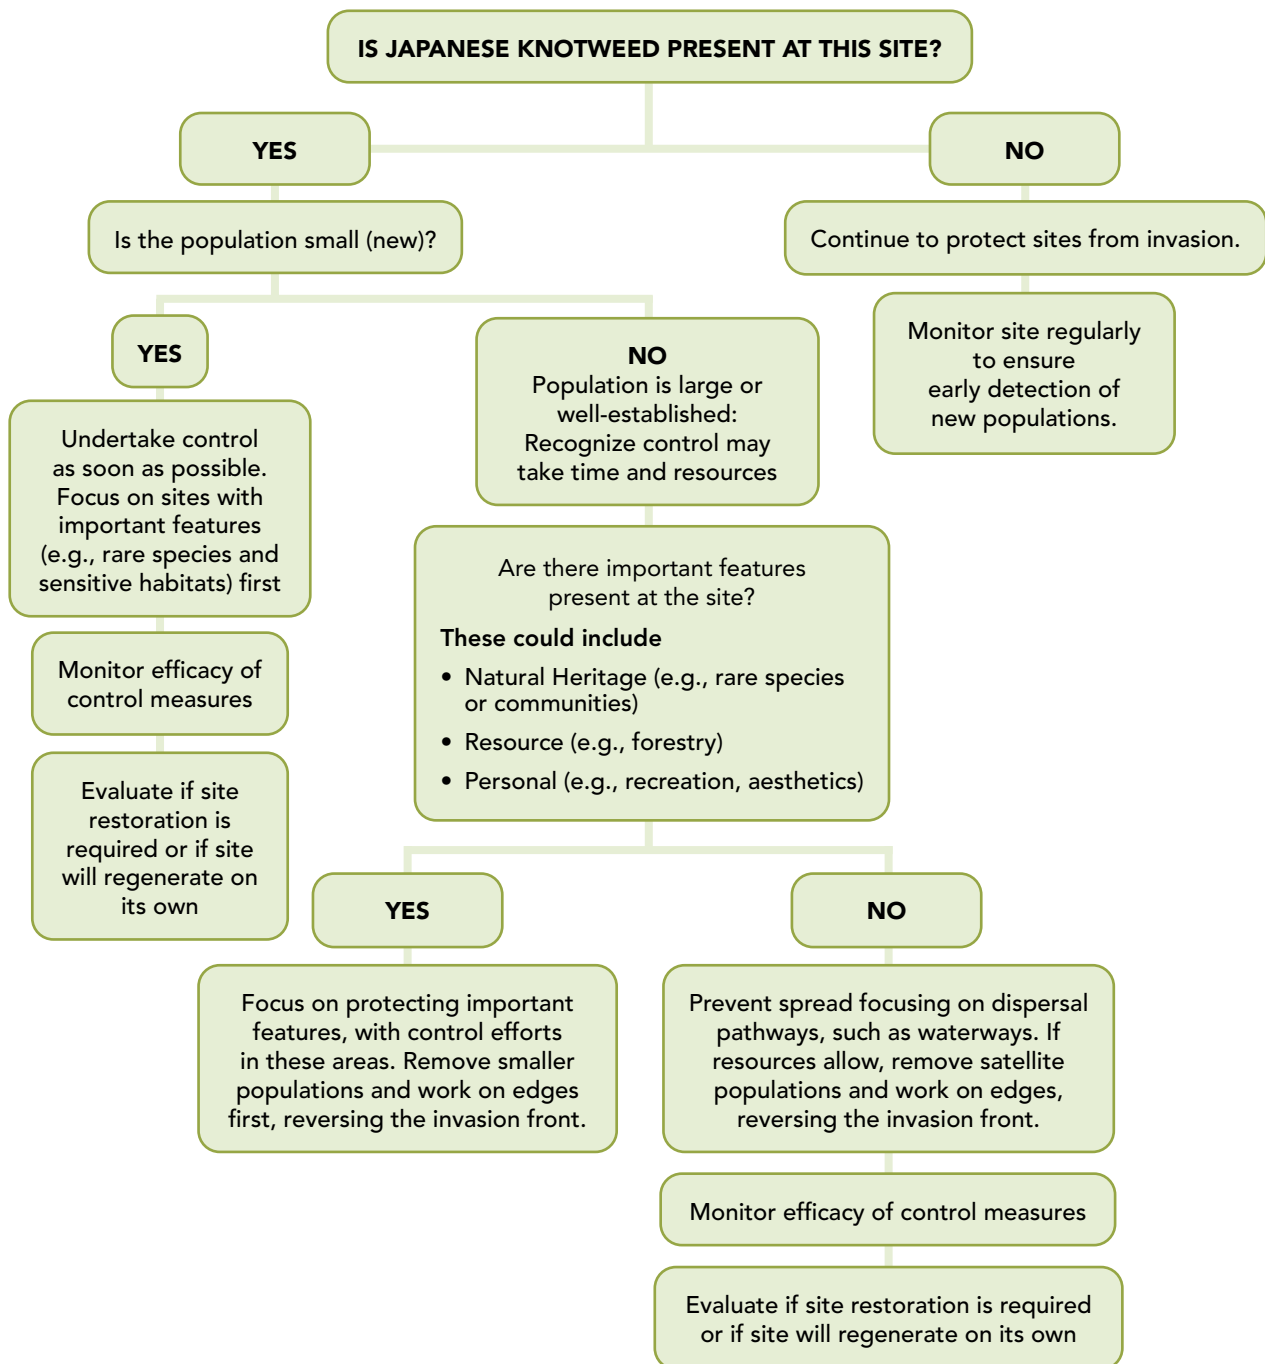 IS JAPANESE KNOTWEED PRESENT AT THIS SITE?
YES
NO
Is the population small (new)?
Continue to protect sites from invasion.
YES
NO
Population is large or
well-established:
Recognize control may
take time and resources
Monitor site regularly
to ensure
early detection of
new populations.
Undertake control
as soon as possible.
Focus on sites with
important features
(e.g., rare species and
sensitive habitats) first
Monitor efficacy of
control measures
Evaluate if site
restoration is
required or if site
will regenerate on
its own
Are there important features
present at the site?
These could include
• Natural Heritage (e.g., rare species
or communities)
• Resource (e.g., forestry)
• Personal (e.g., recreation, aesthetics)
YES
NO
Focus on protecting important
features, with control efforts
in these areas. Remove smaller
populations and work on edges
first, reversing the invasion front.
Prevent spread focusing on dispersal
pathways, such as waterways. If
resources allow, remove satellite
populations and work on edges,
reversing the invasion front.
Monitor efficacy of control measures
Evaluate if site restoration is required
or if site will regenerate on its own